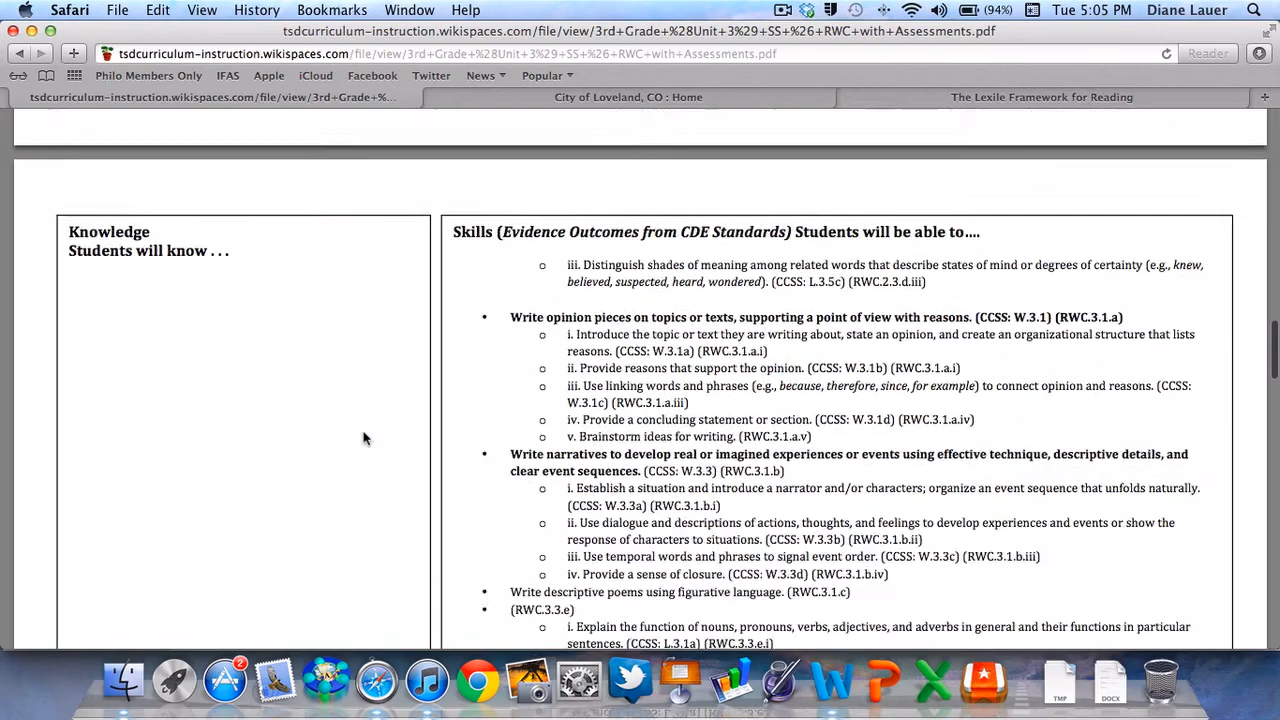 Safari File Edit View History Bookmarks Window Help (94%) Tue 5:05 PM Diane Lauer
tsdcurriculum-instruction.wikispaces.com/file/view/3rd+Grade+%28Unit+3%29+SS+%26+RWC+with+Assessments.pdf
tsdcurriculum-instruction.wikispaces.com/file/view/3rd+Grade+%28Unit+3%29+SS+%26+RWC+with+Assessments.pdf Reader
Philo Members Only IFAS Apple iCloud Facebook Twitter News Popular
tsdcurriculum-instruction.wikispaces.com/file/view/3rd+Grade+%... City of Loveland, CO : Home The Lexile Framework for Reading
Knowledge
Students will know . . .
Skills (Evidence Outcomes from CDE Standards) Students will be able to....
iii. Distinguish shades of meaning among related words that describe states of mind or degrees of certainty (e.g., knew,
believed, suspected, heard, wondered). (CCSS: L.3.5c) (RWC.2.3.d.iii)
• Write opinion pieces on topics or texts, supporting a point of view with reasons. (CCSS: W.3.1) (RWC.3.1.a)
i. Introduce the topic or text they are writing about, state an opinion, and create an organizational structure that lists
reasons. (CCSS: W.3.1a) (RWC.3.1.a.i)
ii. Provide reasons that support the opinion. (CCSS: W.3.1b) (RWC.3.1.a.i)
iii. Use linking words and phrases (e.g., because, therefore, since, for example) to connect opinion and reasons. (CCSS:
W.3.1c) (RWC.3.1.a.iii)
iv. Provide a concluding statement or section. (CCSS: W.3.1d) (RWC.3.1.a.iv)
v. Brainstorm ideas for writing. (RWC.3.1.a.v)
• Write narratives to develop real or imagined experiences or events using effective technique, descriptive details, and
clear event sequences. (CCSS: W.3.3) (RWC.3.1.b)
i. Establish a situation and introduce a narrator and/or characters; organize an event sequence that unfolds naturally.
(CCSS: W.3.3a) (RWC.3.1.b.i)
ii. Use dialogue and descriptions of actions, thoughts, and feelings to develop experiences and events or show the
response of characters to situations. (CCSS: W.3.3b) (RWC.3.1.b.ii)
iii. Use temporal words and phrases to signal event order. (CCSS: W.3.3c) (RWC.3.1.b.iii)
iv. Provide a sense of closure. (CCSS: W.3.3d) (RWC.3.1.b.iv)
• Write descriptive poems using figurative language. (RWC.3.1.c)
• (RWC.3.3.e)
i. Explain the function of nouns, pronouns, verbs, adjectives, and adverbs in general and their functions in particular
sentences. (CCSS: L.3.1a) (RWC.3.3.e.i)
2
TMP DOCX